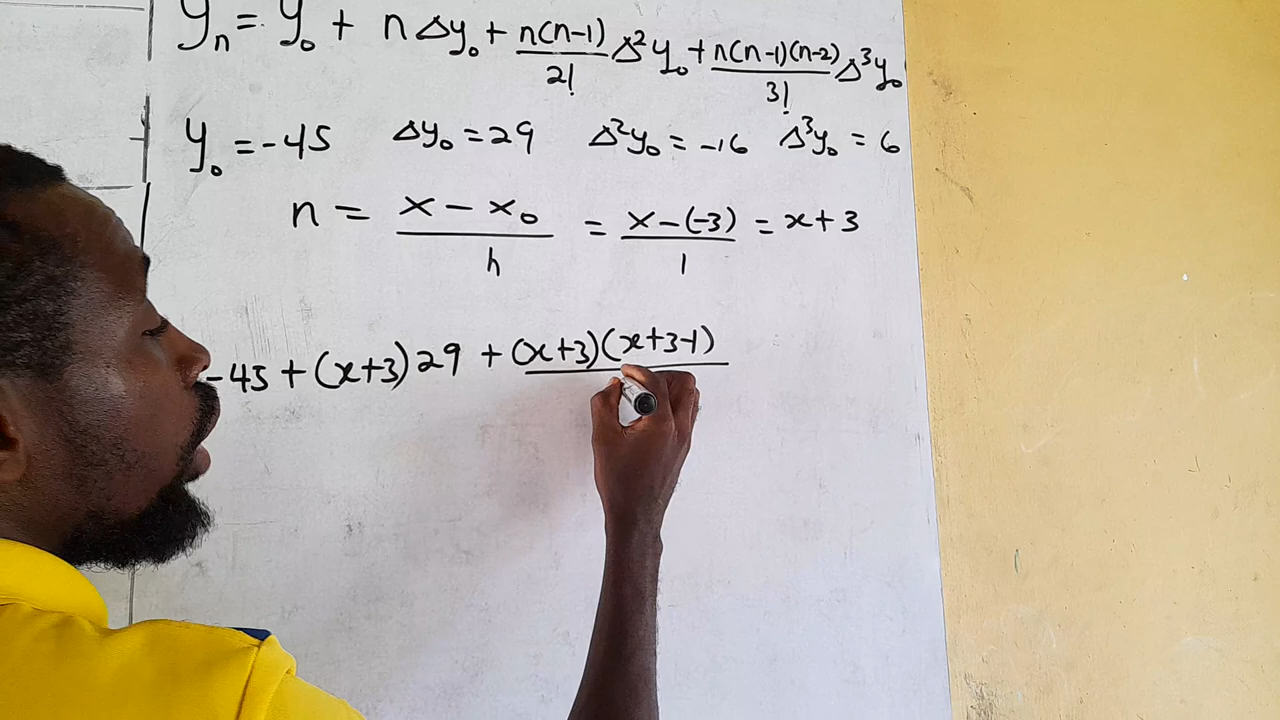 yₙ = y₀ + nΔy₀ + n(n-1)/2! Δ²y₀ + n(n-1)(n-2)/3! Δ³y₀
y₀ = -45 Δy₀ = 29 Δ²y₀ = -16 Δ³y₀ = 6
n = x - x₀/h = x-(-3)/1 = x+3
-45 + (x+3)29 + (x+3)(x+3-1)